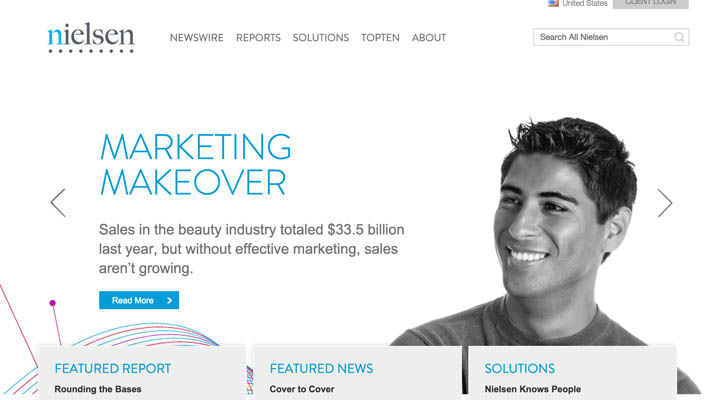 United States
CLIENT LOGIN
nielsen
NEWSWIRE REPORTS SOLUTIONS TOPTEN ABOUT
Search All Nielsen
MARKETING
MAKEOVER
Sales in the beauty industry totaled $33.5 billion
last year, but without effective marketing, sales
aren't growing.
Read More
FEATURED REPORT
Rounding the Bases
FEATURED NEWS
Cover to Cover
SOLUTIONS
Nielsen Knows People